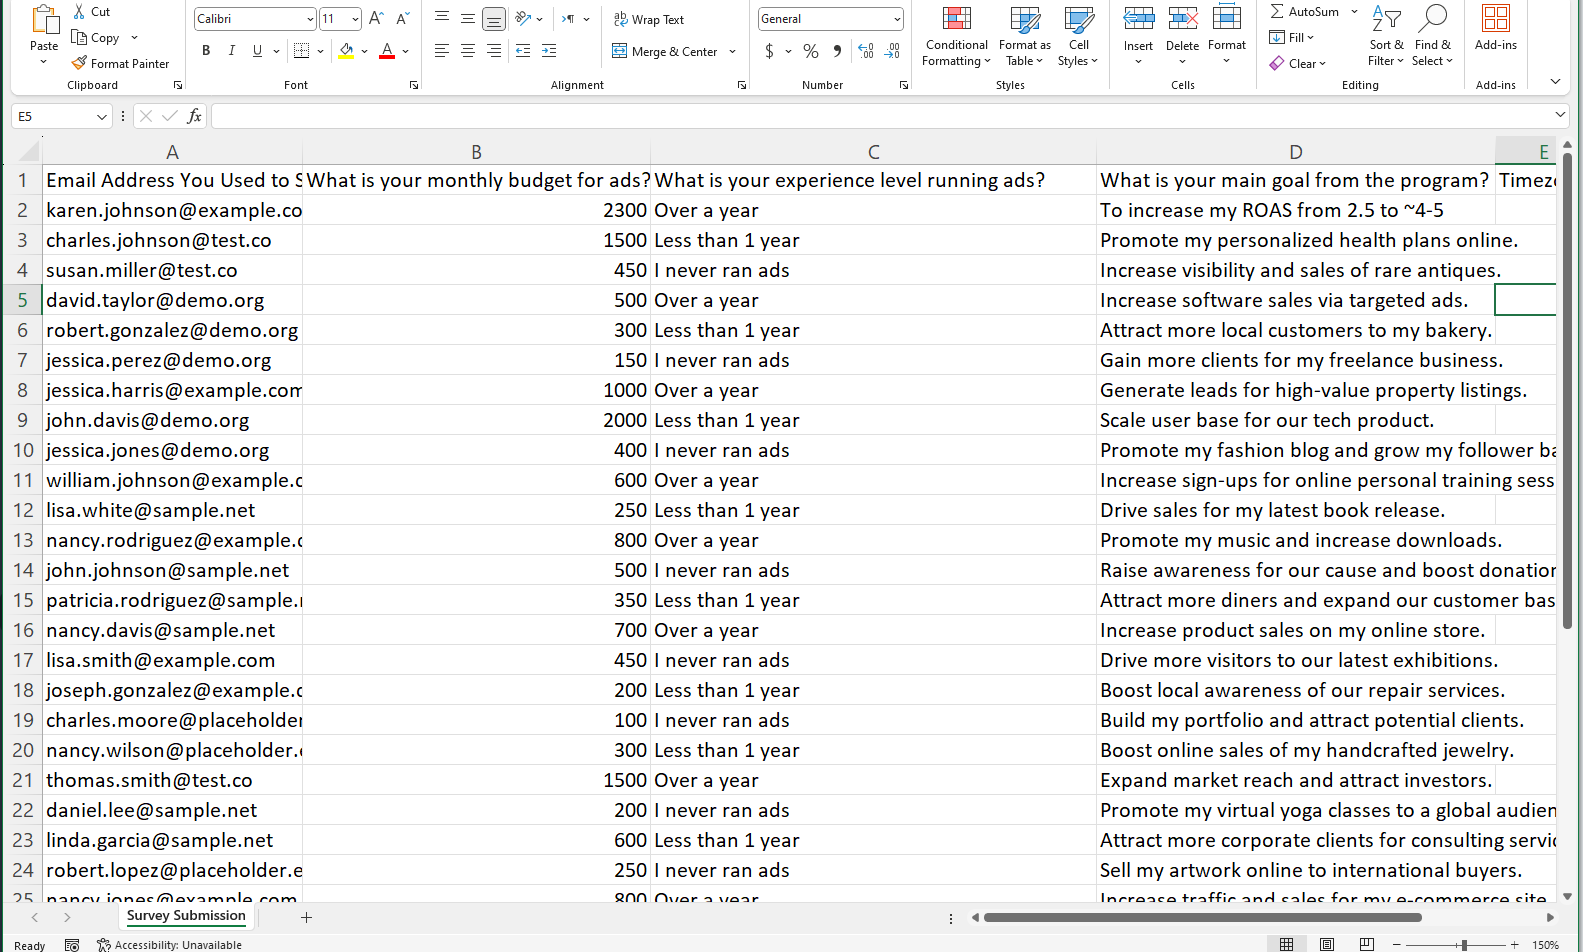 Cut
Copy
Format Painter
Paste
Clipboard
Calibri
11
A A
B I U A
Font
ab Wrap Text
Merge & Center
Alignment
General
$ % 9 .00 .00
Number
Conditional Formatting
Format as Table
Cell Styles
Styles
Insert Delete Format
Cells
AutoSum
Fill
Clear
Sort & Filter
Find & Select
Editing
Add-ins
Add-ins
E5
fx
A B C D E
1 Email Address You Used to S What is your monthly budget for ads? What is your experience level running ads? What is your main goal from the program? Timez
2 karen.johnson@example.co 2300 Over a year To increase my ROAS from 2.5 to ~4-5
3 charles.johnson@test.co 1500 Less than 1 year Promote my personalized health plans online.
4 susan.miller@test.co 450 I never ran ads Increase visibility and sales of rare antiques.
5 david.taylor@demo.org 500 Over a year Increase software sales via targeted ads.
6 robert.gonzalez@demo.org 300 Less than 1 year Attract more local customers to my bakery.
7 jessica.perez@demo.org 150 I never ran ads Gain more clients for my freelance business.
8 jessica.harris@example.com 1000 Over a year Generate leads for high-value property listings.
9 john.davis@demo.org 2000 Less than 1 year Scale user base for our tech product.
10 jessica.jones@demo.org 400 I never ran ads Promote my fashion blog and grow my follower ba
11 william.johnson@example.c 600 Over a year Increase sign-ups for online personal training sess
12 lisa.white@sample.net 250 Less than 1 year Drive sales for my latest book release.
13 nancy.rodriguez@example.c 800 Over a year Promote my music and increase downloads.
14 john.johnson@sample.net 500 I never ran ads Raise awareness for our cause and boost donation
15 patricia.rodriguez@sample.n 350 Less than 1 year Attract more diners and expand our customer bas
16 nancy.davis@sample.net 700 Over a year Increase product sales on my online store.
17 lisa.smith@example.com 450 I never ran ads Drive more visitors to our latest exhibitions.
18 joseph.gonzalez@example.c 200 Less than 1 year Boost local awareness of our repair services.
19 charles.moore@placeholder 100 I never ran ads Build my portfolio and attract potential clients.
20 nancy.wilson@placeholder. 300 Less than 1 year Boost online sales of my handcrafted jewelry.
21 thomas.smith@test.co 1500 Over a year Expand market reach and attract investors.
22 daniel.lee@sample.net 200 I never ran ads Promote my virtual yoga classes to a global audien
23 linda.garcia@sample.net 600 Less than 1 year Attract more corporate clients for consulting servic
24 robert.lopez@placeholder.e 250 I never ran ads Sell my artwork online to international buyers.
25 nancy.jones@example.com 800 Over a year Increase traffic and sales for my e-commerce site
Survey Submission
Ready Accessibility: Unavailable 150%